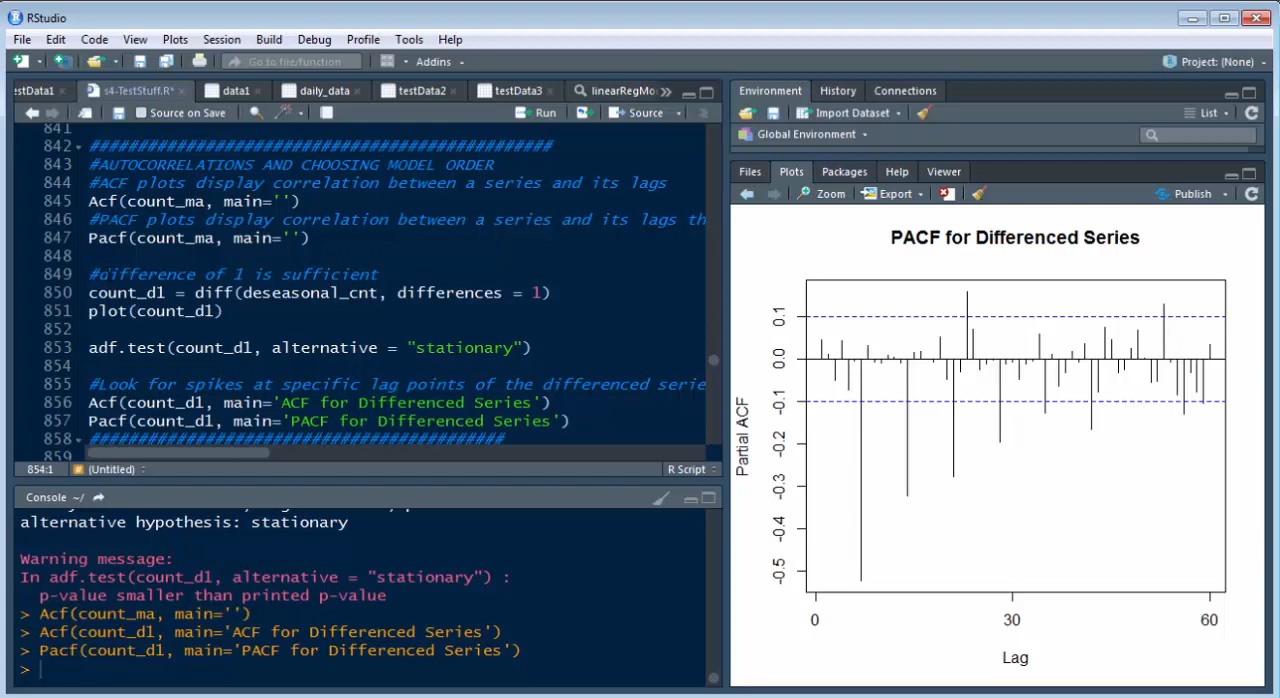 RStudio
File Edit Code View Plots Session Build Debug Profile Tools Help
Go to file/function Addins Project: (None)
stData1 s4-TestStuff.R* data1 daily_data testData2 testData3 linearRegMo
Source on Save Run Source
841
842 ################################################
843 #AUTOCORRELATIONS AND CHOOSING MODEL ORDER
844 #ACF plots display correlation between a series and its lags
845 Acf(count_ma, main='')
846 #PACF plots display correlation between a series and its lags th
847 Pacf(count_ma, main='')
848
849 #difference of 1 is sufficient
850 count_d1 = diff(deseasonal_cnt, differences = 1)
851 plot(count_d1)
852
853 adf.test(count_d1, alternative = "stationary")
854
855 #Look for spikes at specific lag points of the differenced serie
856 Acf(count_d1, main='ACF for Differenced Series')
857 Pacf(count_d1, main='PACF for Differenced Series')
858 ###########################################
859
854:1 (Untitled) R Script
Console ~/
alternative hypothesis: stationary
Warning message:
In adf.test(count_d1, alternative = "stationary") :
p-value smaller than printed p-value
> Acf(count_ma, main='')
> Acf(count_d1, main='ACF for Differenced Series')
> Pacf(count_d1, main='PACF for Differenced Series')
>
Environment History Connections
Import Dataset List
Global Environment
Files Plots Packages Help Viewer
Zoom Export Publish
PACF for Differenced Series
Partial ACF
0.1
0.0
-0.1
-0.2
-0.3
-0.4
-0.5
0 30 60
Lag